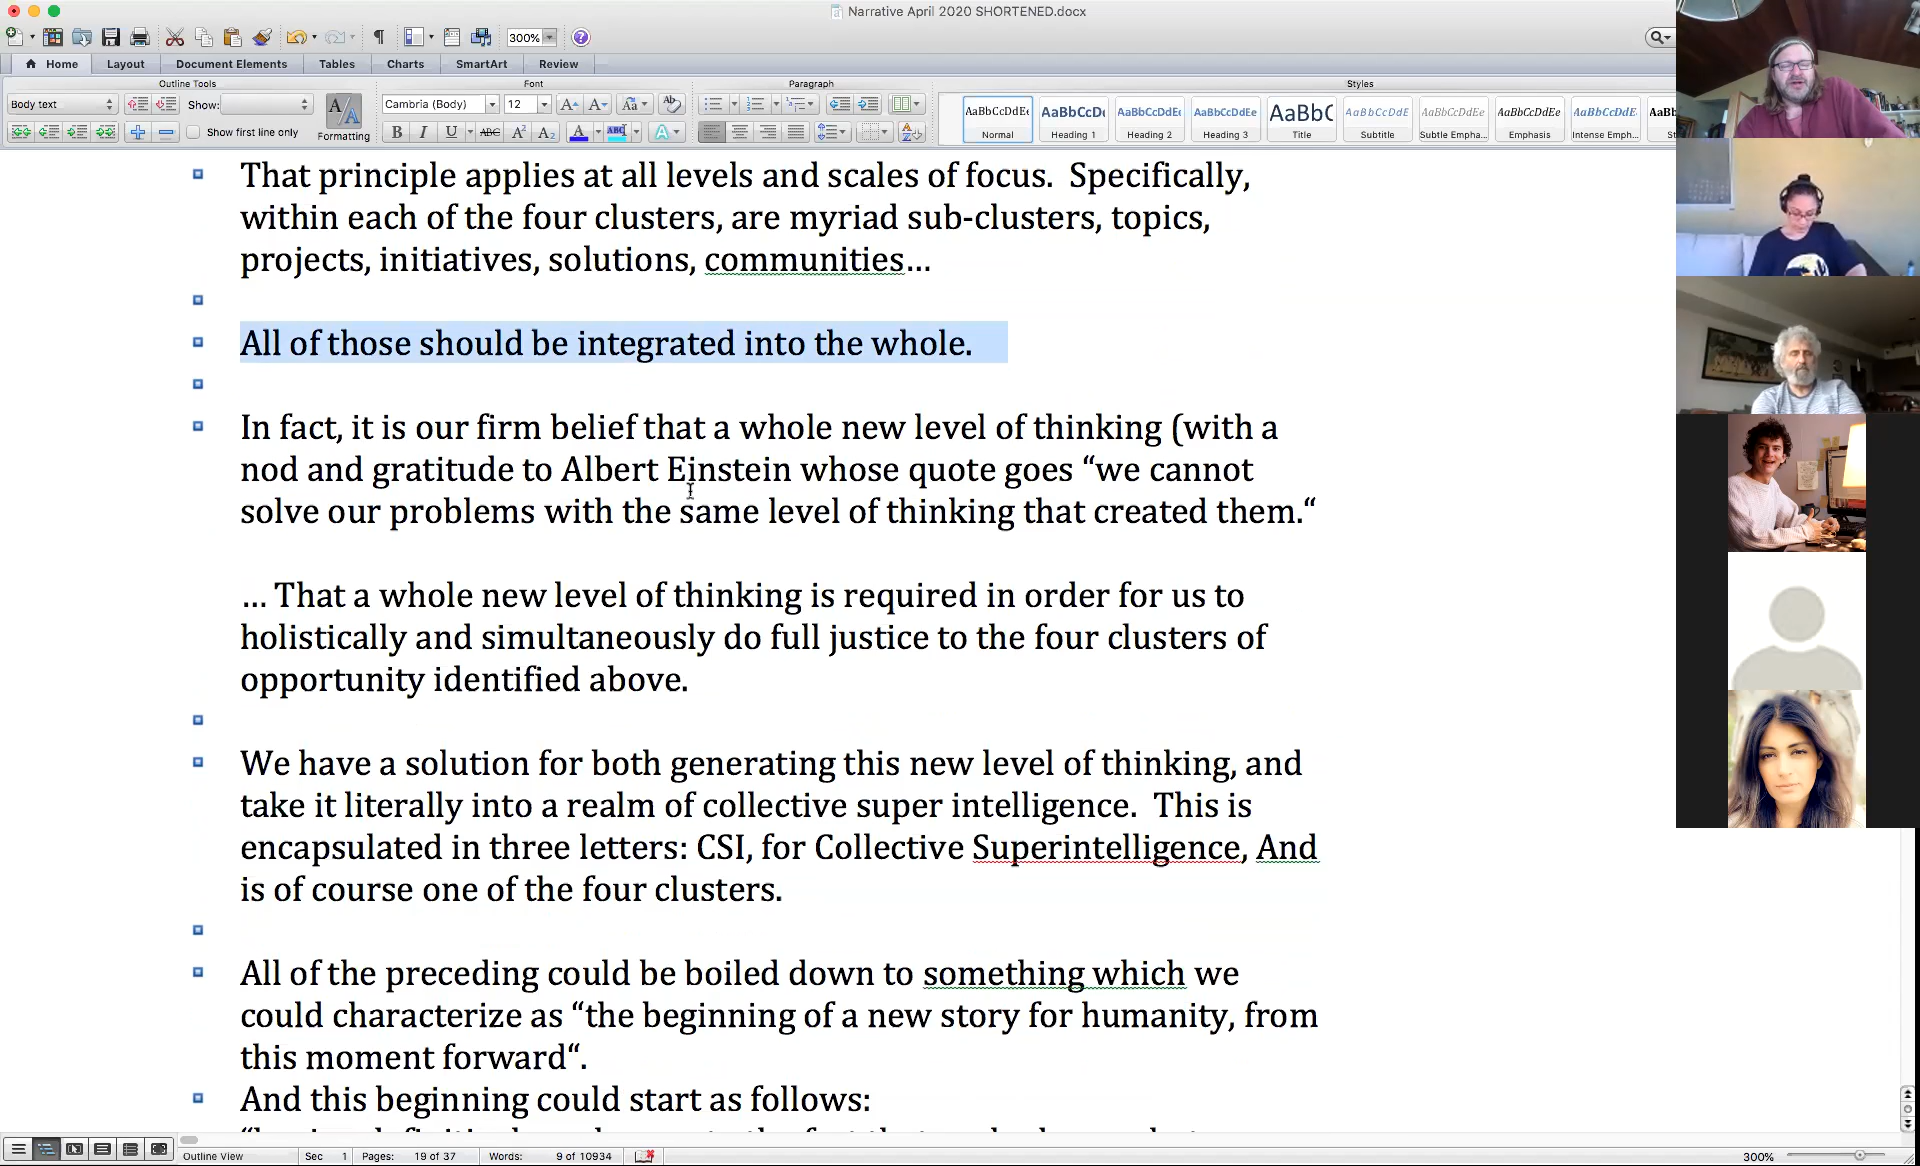 Narrative April 2020 SHORTENED.docx
300%
Home Layout Document Elements Tables Charts SmartArt Review
Outline Tools Font Paragraph Styles
Body text Show: Formatting Cambria (Body) 12
Show first line only
AaBbCcDdEe AaBbCcDc AaBbCcDdEe AaBbCcDdEe AaBbC AaBbCcDdEe AaBbCcDdEe AaBbCcDdEe AaBbCcDdEe AaBb
Normal Heading 1 Heading 2 Heading 3 Title Subtitle Subtle Empha... Emphasis Intense Emph... St
That principle applies at all levels and scales of focus.  Specifically,
within each of the four clusters, are myriad sub-clusters, topics,
projects, initiatives, solutions, communities…
All of those should be integrated into the whole.
In fact, it is our firm belief that a whole new level of thinking (with a
nod and gratitude to Albert Einstein whose quote goes “we cannot
solve our problems with the same level of thinking that created them.“
… That a whole new level of thinking is required in order for us to
holistically and simultaneously do full justice to the four clusters of
opportunity identified above.
We have a solution for both generating this new level of thinking, and
take it literally into a realm of collective super intelligence.  This is
encapsulated in three letters: CSI, for Collective Superintelligence, And
is of course one of the four clusters.
All of the preceding could be boiled down to something which we
could characterize as “the beginning of a new story for humanity, from
this moment forward“.
And this beginning could start as follows:
Outline View Sec 1 Pages: 19 of 37 Words: 9 of 10934 300%